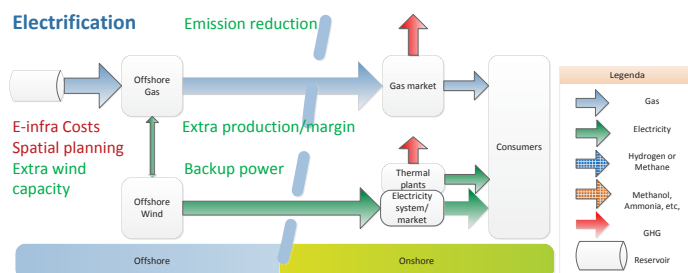 Electrification
Emission reduction
Offshore
Gas
Gas market
E-infra Costs
Spatial planning
Extra wind
capacity
Extra production/margin
Backup power
Consumers
Thermal
plants
Electricity
system/
market
Offshore
Wind
Offshore
Onshore
Legenda
Gas
Electricity
Hydrogen or
Methane
Methanol,
Ammonia, etc,
GHG
Reservoir